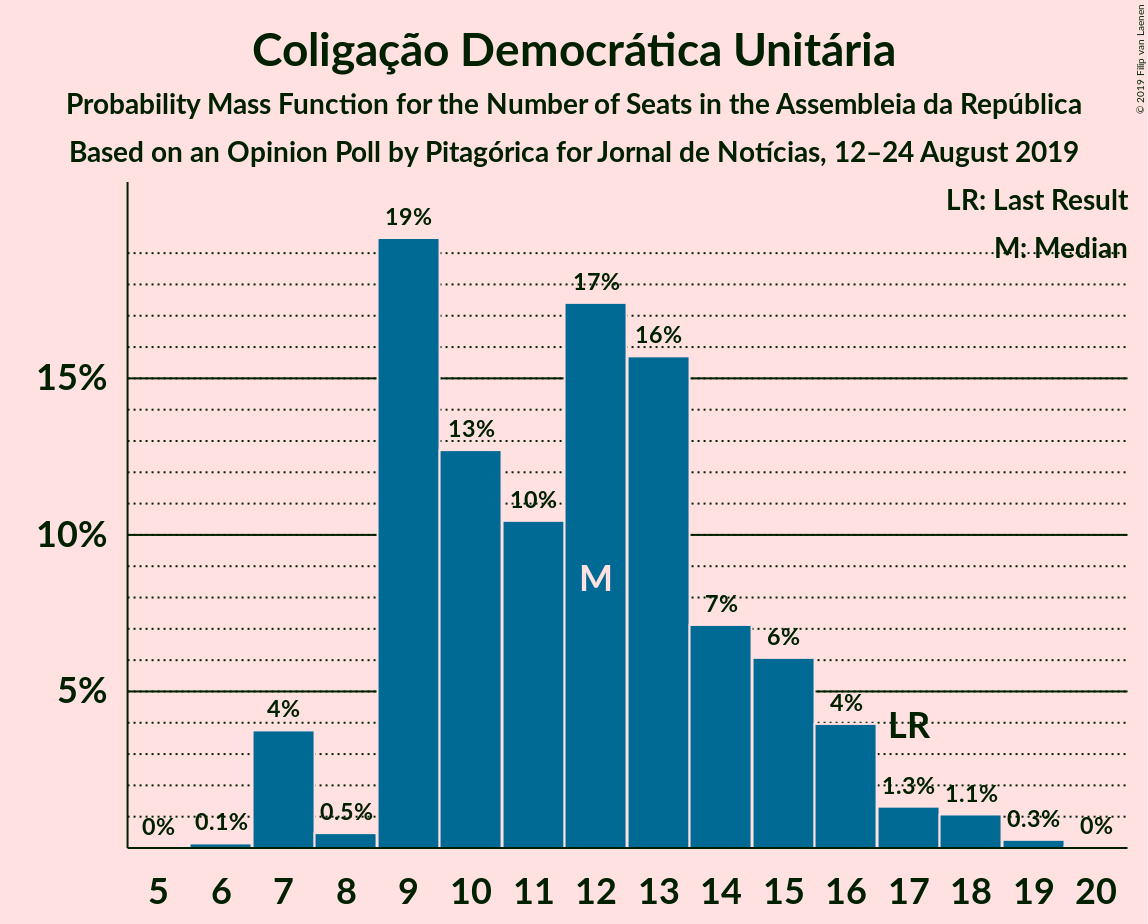 Coligação Democrática Unitária
Probability Mass Function for the Number of Seats in the Assembleia da República
Based on an Opinion Poll by Pitagórica for Jornal de Notícias, 12–24 August 2019
© 2019 Filip van Laenen
LR: Last Result
M: Median
19%
17%
16%
15%
13%
10%
10%
M
7%
6%
5%
4%
4%
LR
1.3%
1.1%
0.5%
0.3%
0.1%
0%
0%
5 6 7 8 9 10 11 12 13 14 15 16 17 18 19 20